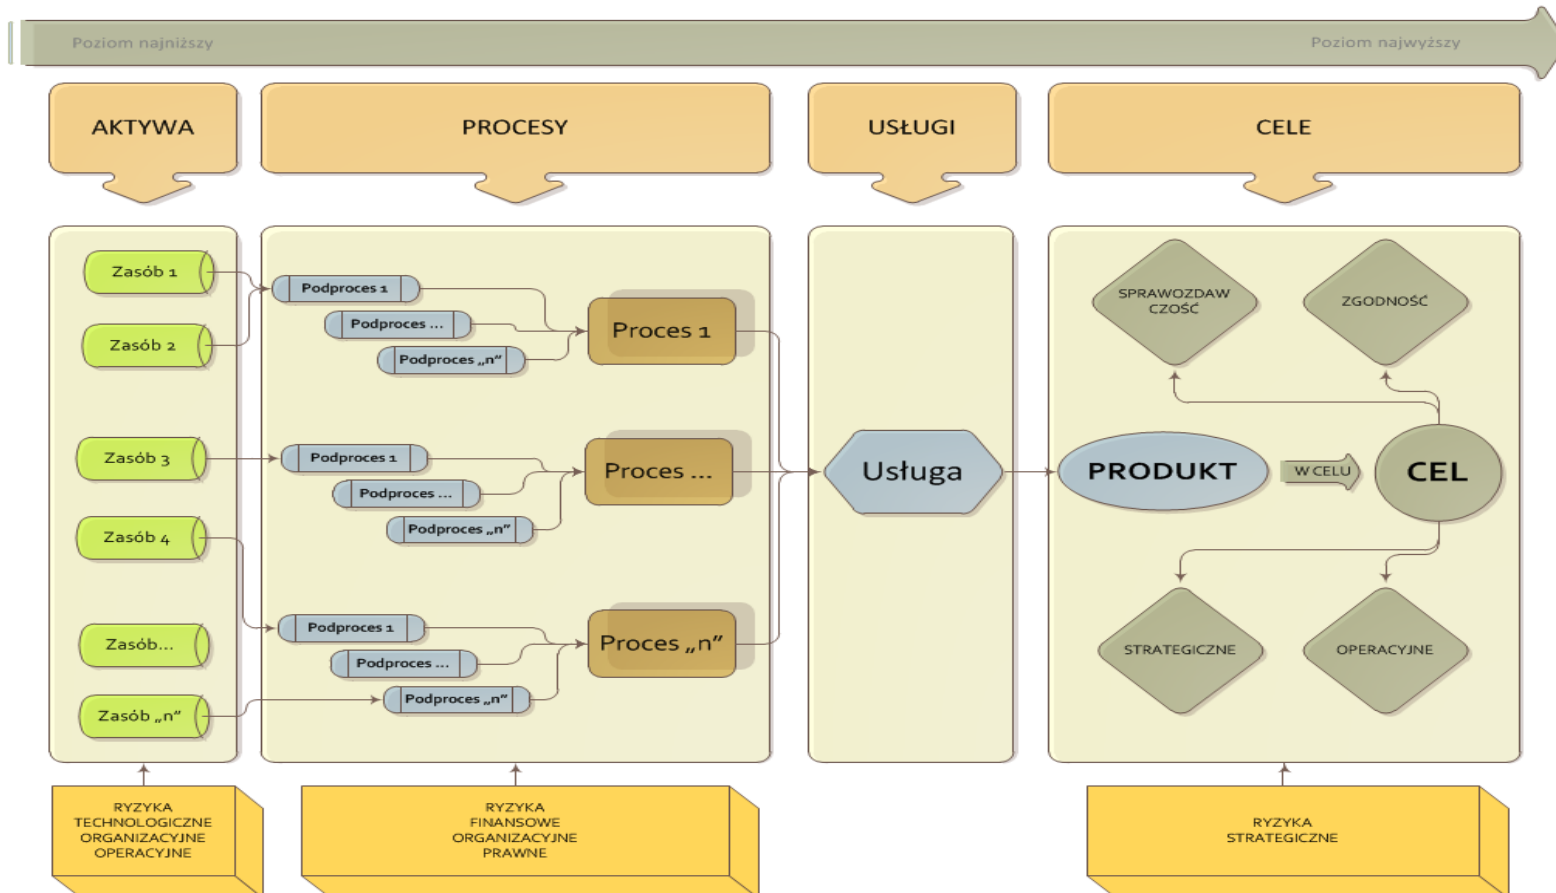 Poziom najniższy
Poziom najwyższy
AKTYWA
PROCESY
USŁUGI
CELE
Zasób 1
Zasób 2
Zasób 3
Zasób 4
Zasób...
Zasób „n”
Podproces 1
Podproces ...
Podproces „n”
Proces 1
Podproces 1
Podproces ...
Podproces „n”
Proces ...
Podproces 1
Podproces ...
Podproces „n”
Proces „n”
Usługa
SPRAWOZDAW
CZOŚĆ
ZGODNOŚĆ
PRODUKT
W CELU
CEL
STRATEGICZNE
OPERACYJNE
RYZYKA
TECHNOLOGICZNE
ORGANIZACYJNE
OPERACYJNE
RYZYKA
FINANSOWE
ORGANIZACYJNE
PRAWNE
RYZYKA
STRATEGICZNE